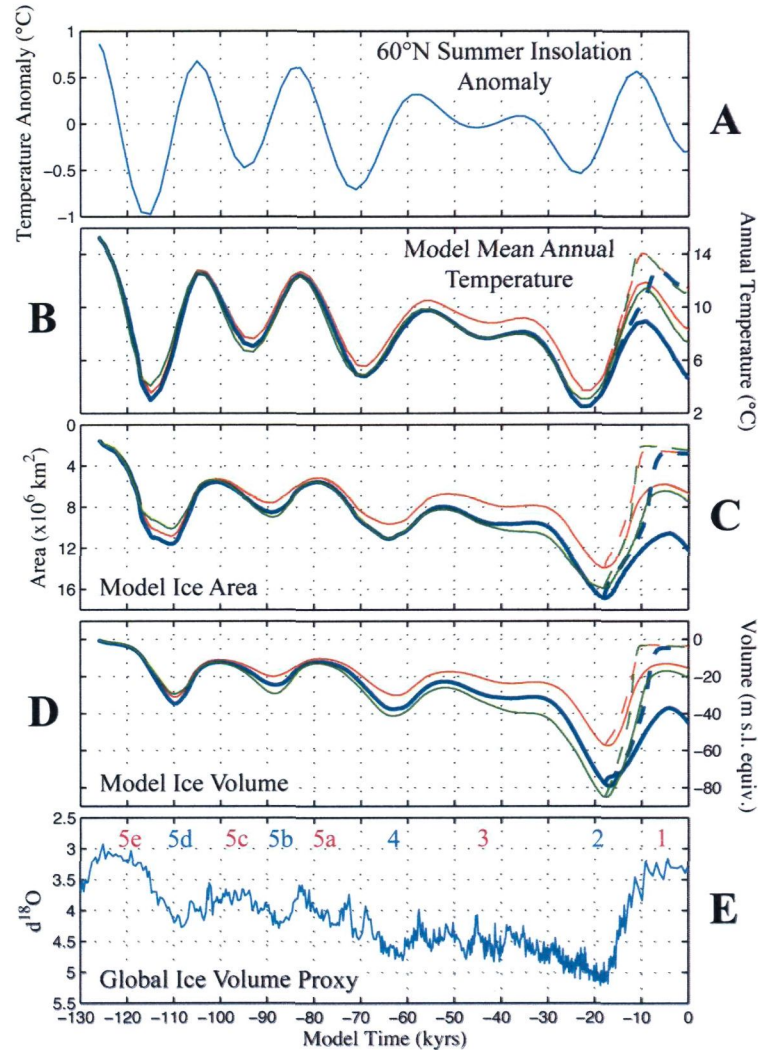 Temperature Anomaly (°C)
1
0.5
0
−0.5
−1
60°N Summer Insolation
Anomaly
A
B
Model Mean Annual
Temperature
14
10
6
2
Annual Temperature (°C)
Area (x10⁶ km²)
0
4
8
12
16
Model Ice Area
C
D
Model Ice Volume
0
−20
−40
−60
−80
Volume (m s.l. equiv.)
5e 5d 5c 5b 5a 4 3 2 1
d¹⁸O
2.5
3
3.5
4
4.5
5
5.5
Global Ice Volume Proxy
E
−130 −120 −110 −100 −90 −80 −70 −60 −50 −40 −30 −20 −10 0
Model Time (kyrs)